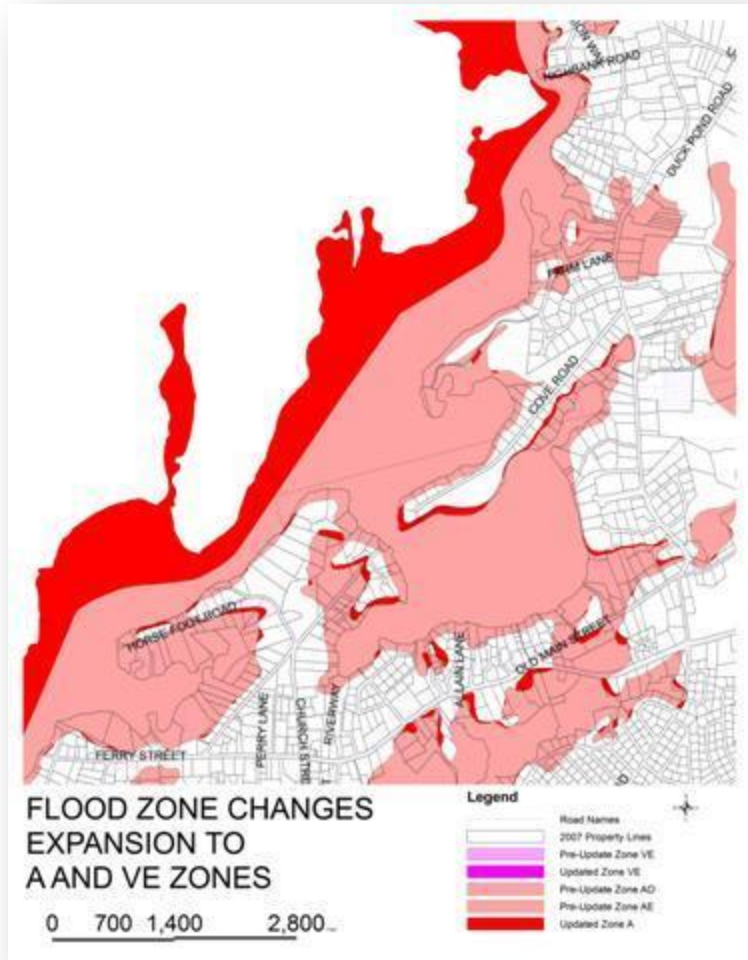 HIGHBANK ROAD
DUCK POND ROAD
FARM LANE
COVE ROAD
HORSE FOOT ROAD
ALLAIN LANE
OLD MAIN STREET
PERRY LANE
CHURCH STRE
RIVERWAY
FERRY STREET
FLOOD ZONE CHANGES
EXPANSION TO
A AND VE ZONES
0 700 1,400 2,800
Legend
Road Names
2007 Property Lines
Pre-Update Zone VE
Updated Zone VE
Pre-Update Zone AO
Pre-Update Zone AE
Updated Zone A